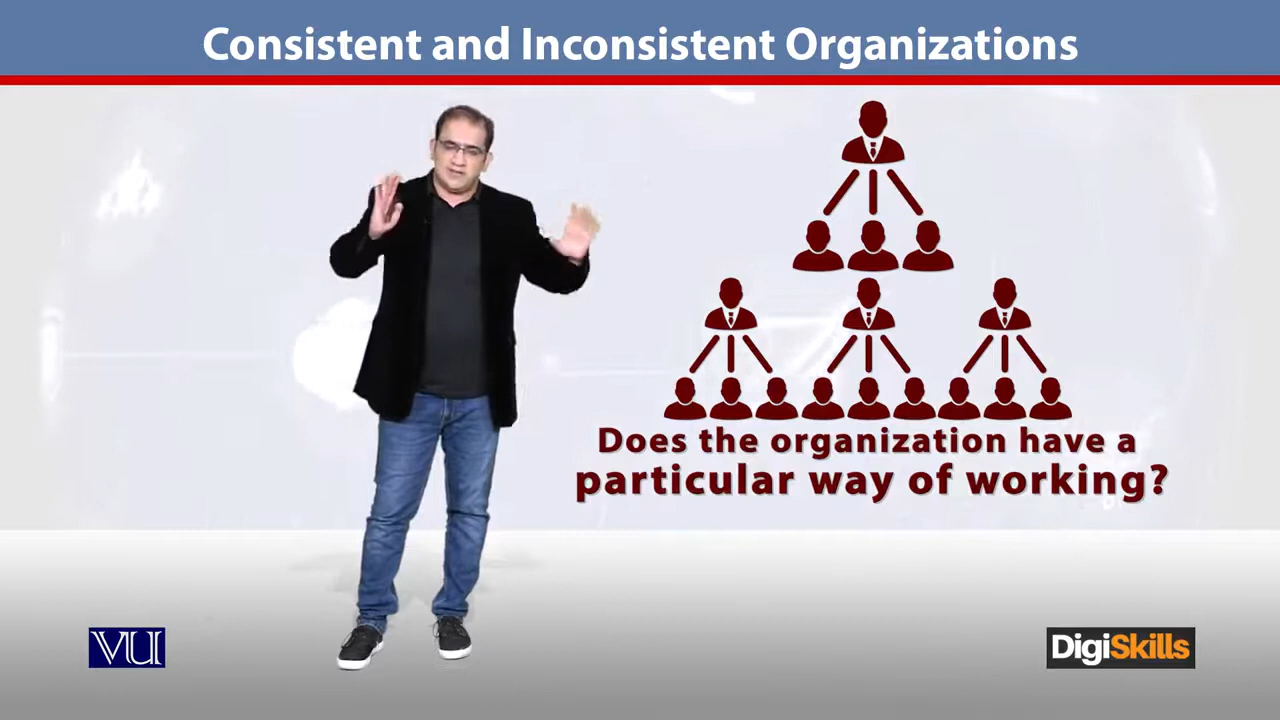 Consistent and Inconsistent Organizations
Does the organization have a
particular way of working?
VU
DigiSkills